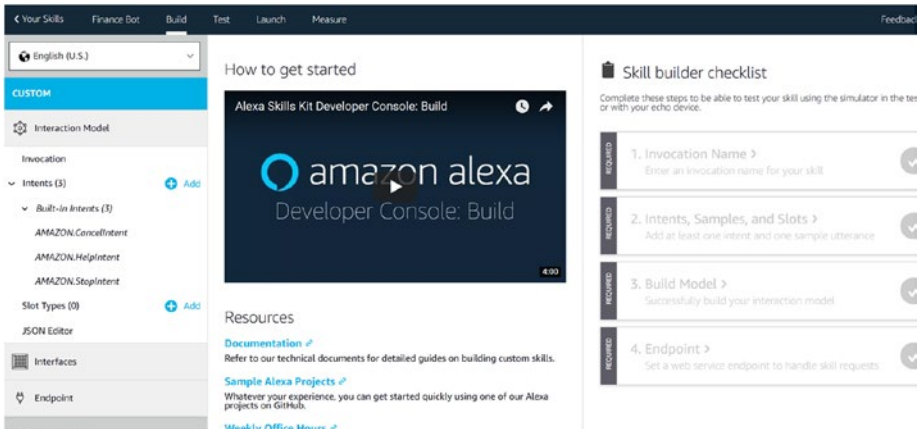 Your Skills Finance Bot Build Test Launch Measure Feedback
English (U.S.)
CUSTOM
Interaction Model
Invocation
Intents (3) Add
Built-in Intents (3)
AMAZON.CancelIntent
AMAZON.HelpIntent
AMAZON.StopIntent
Slot Types (0) Add
JSON Editor
Interfaces
Endpoint
How to get started
Alexa Skills Kit Developer Console: Build
amazon alexa
Developer Console: Build
4:00
Resources
Documentation
Refer to our technical documents for detailed guides on building custom skills.
Sample Alexa Projects
Whatever your experience, you can get started quickly using one of our Alexa
projects on GitHub.
Weekly Office Hours
Skill builder checklist
Complete these steps to be able to test your skill using the simulator in the tes
or with your echo device.
REQUIRED
1. Invocation Name >
Enter an invocation name for your skill
REQUIRED
2. Intents, Samples, and Slots >
Add at least one intent and one sample utterance
REQUIRED
3. Build Model >
Successfully build your interaction model
REQUIRED
4. Endpoint >
Set a web service endpoint to handle skill requests